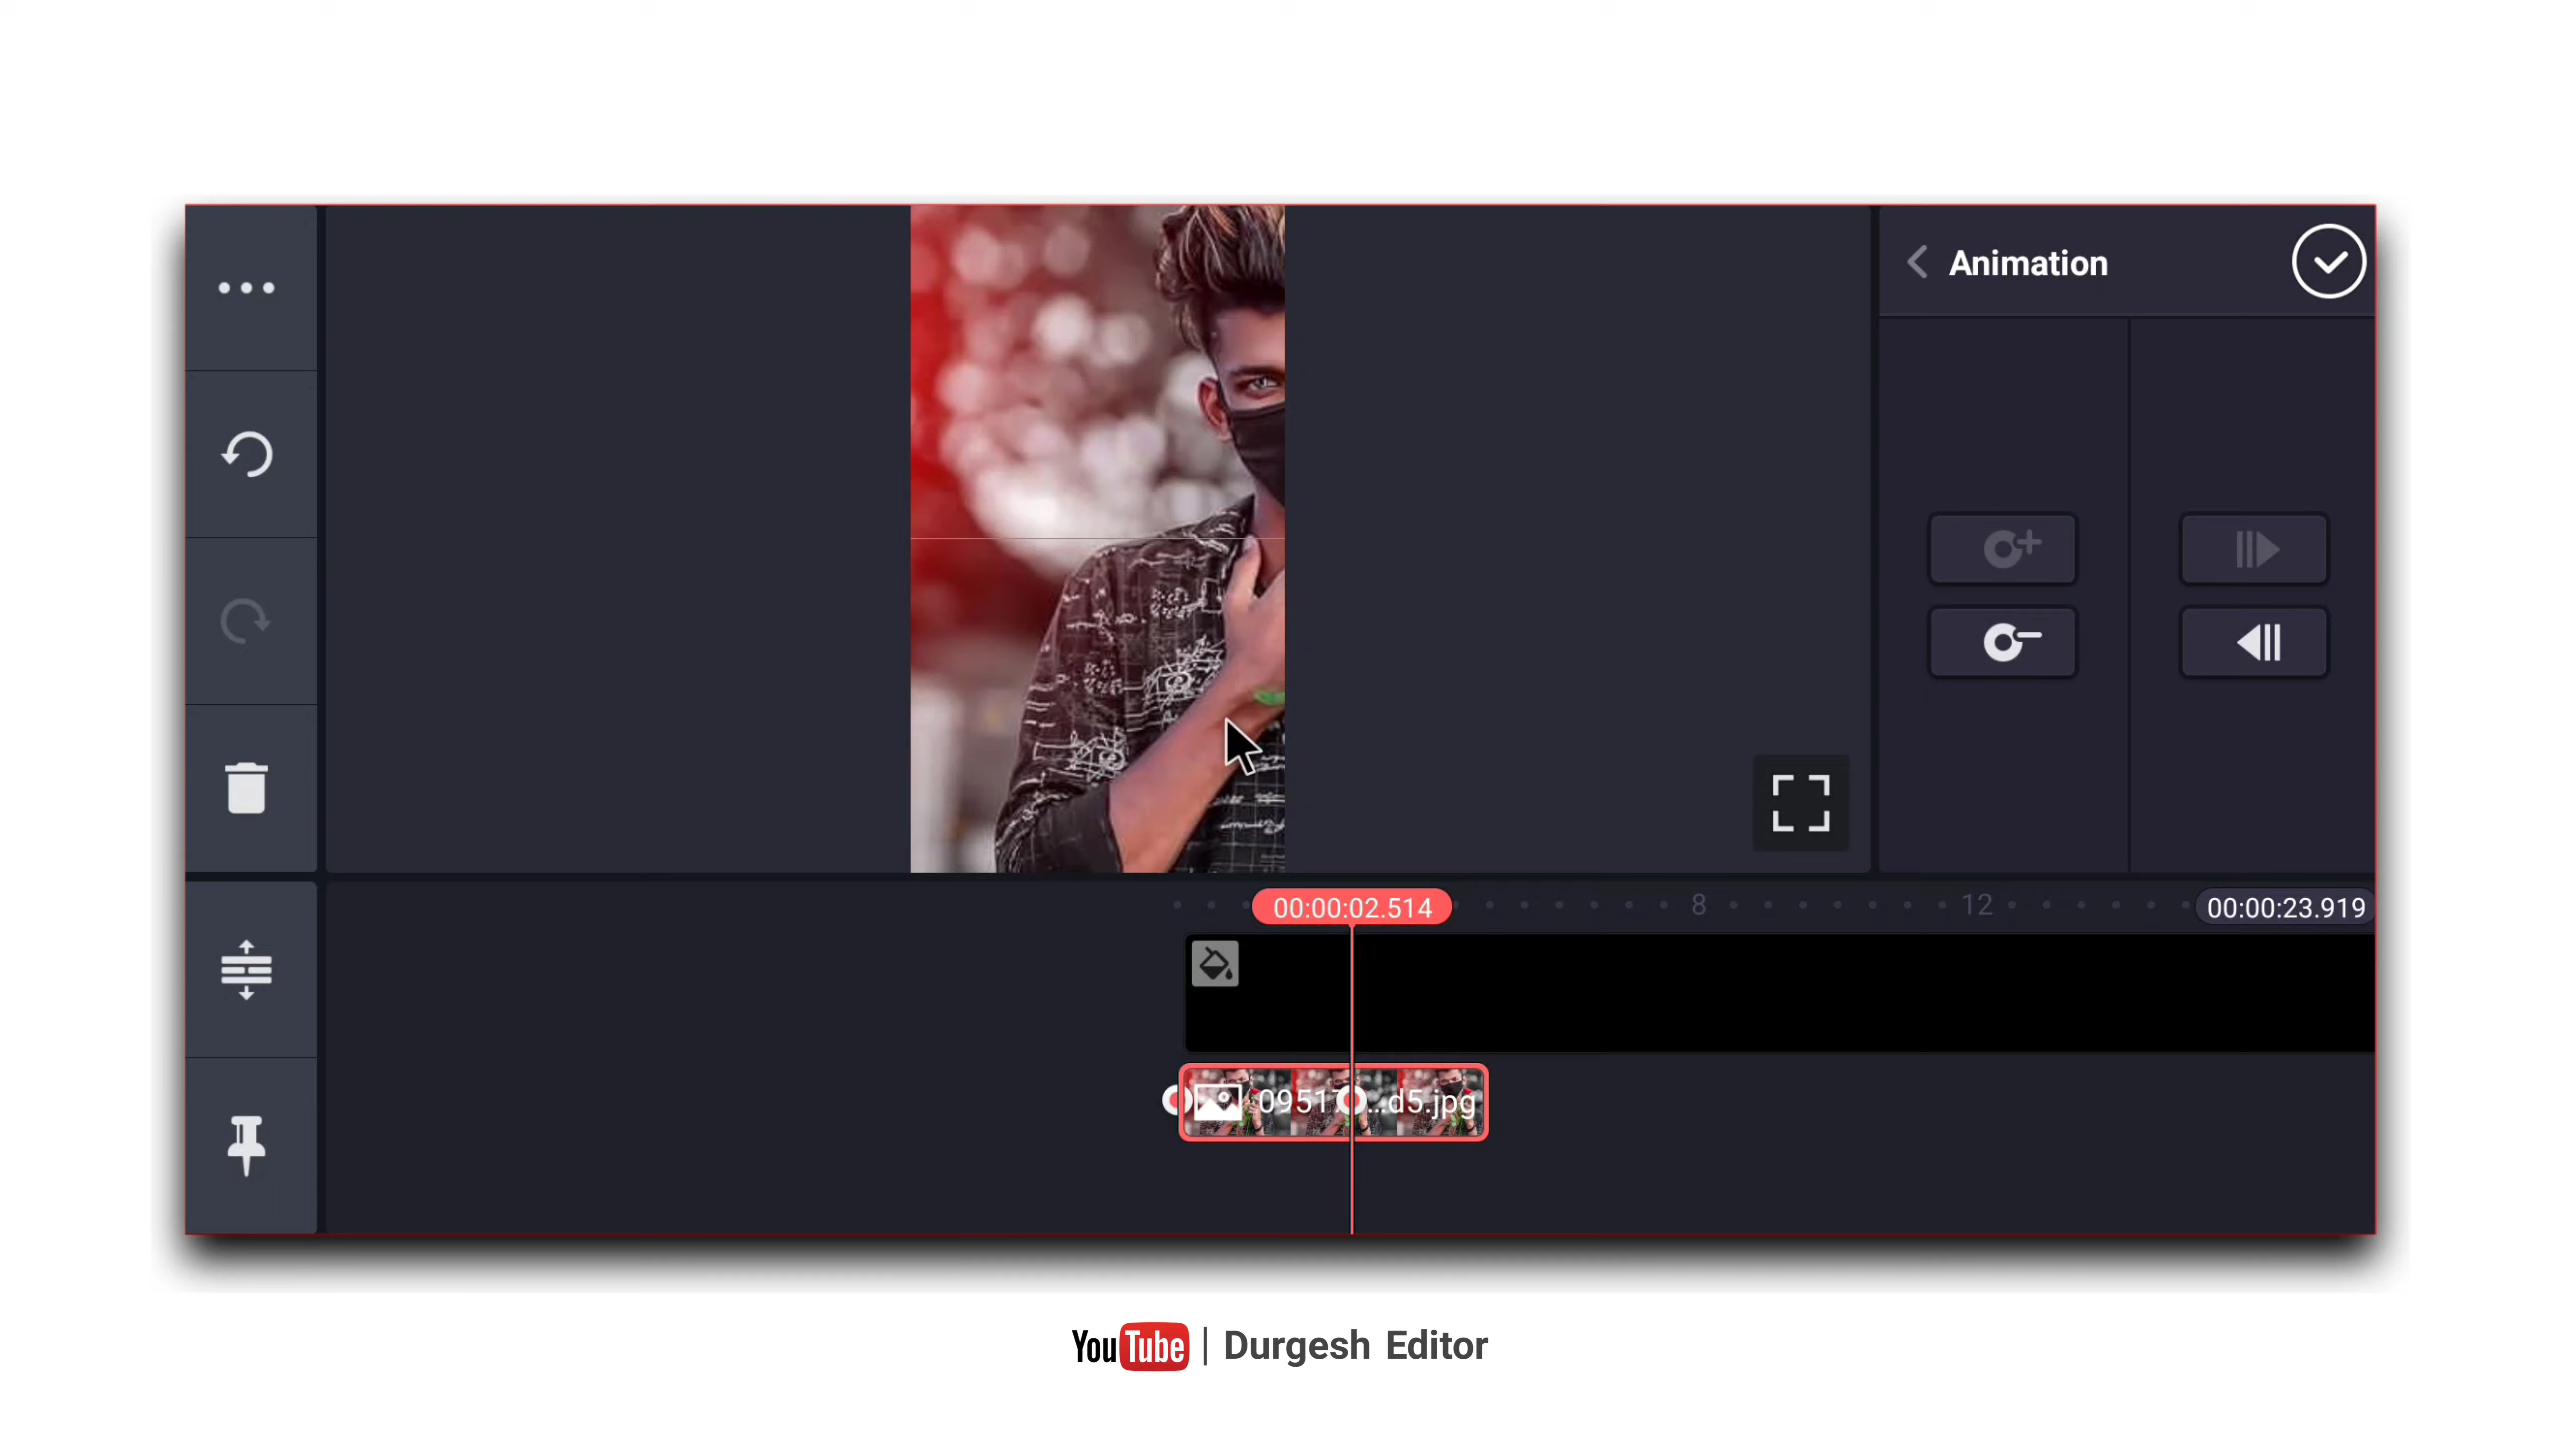 Animation
00:00:02.514
8
12
00:00:23.919
0951...d5.jpg
YouTube | Durgesh Editor